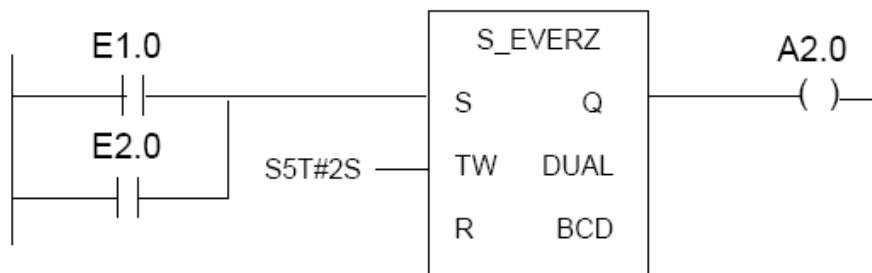 S_EVERZ
E1.0
A2.0
S
Q
E2.0
S5T#2S
TW
DUAL
R
BCD